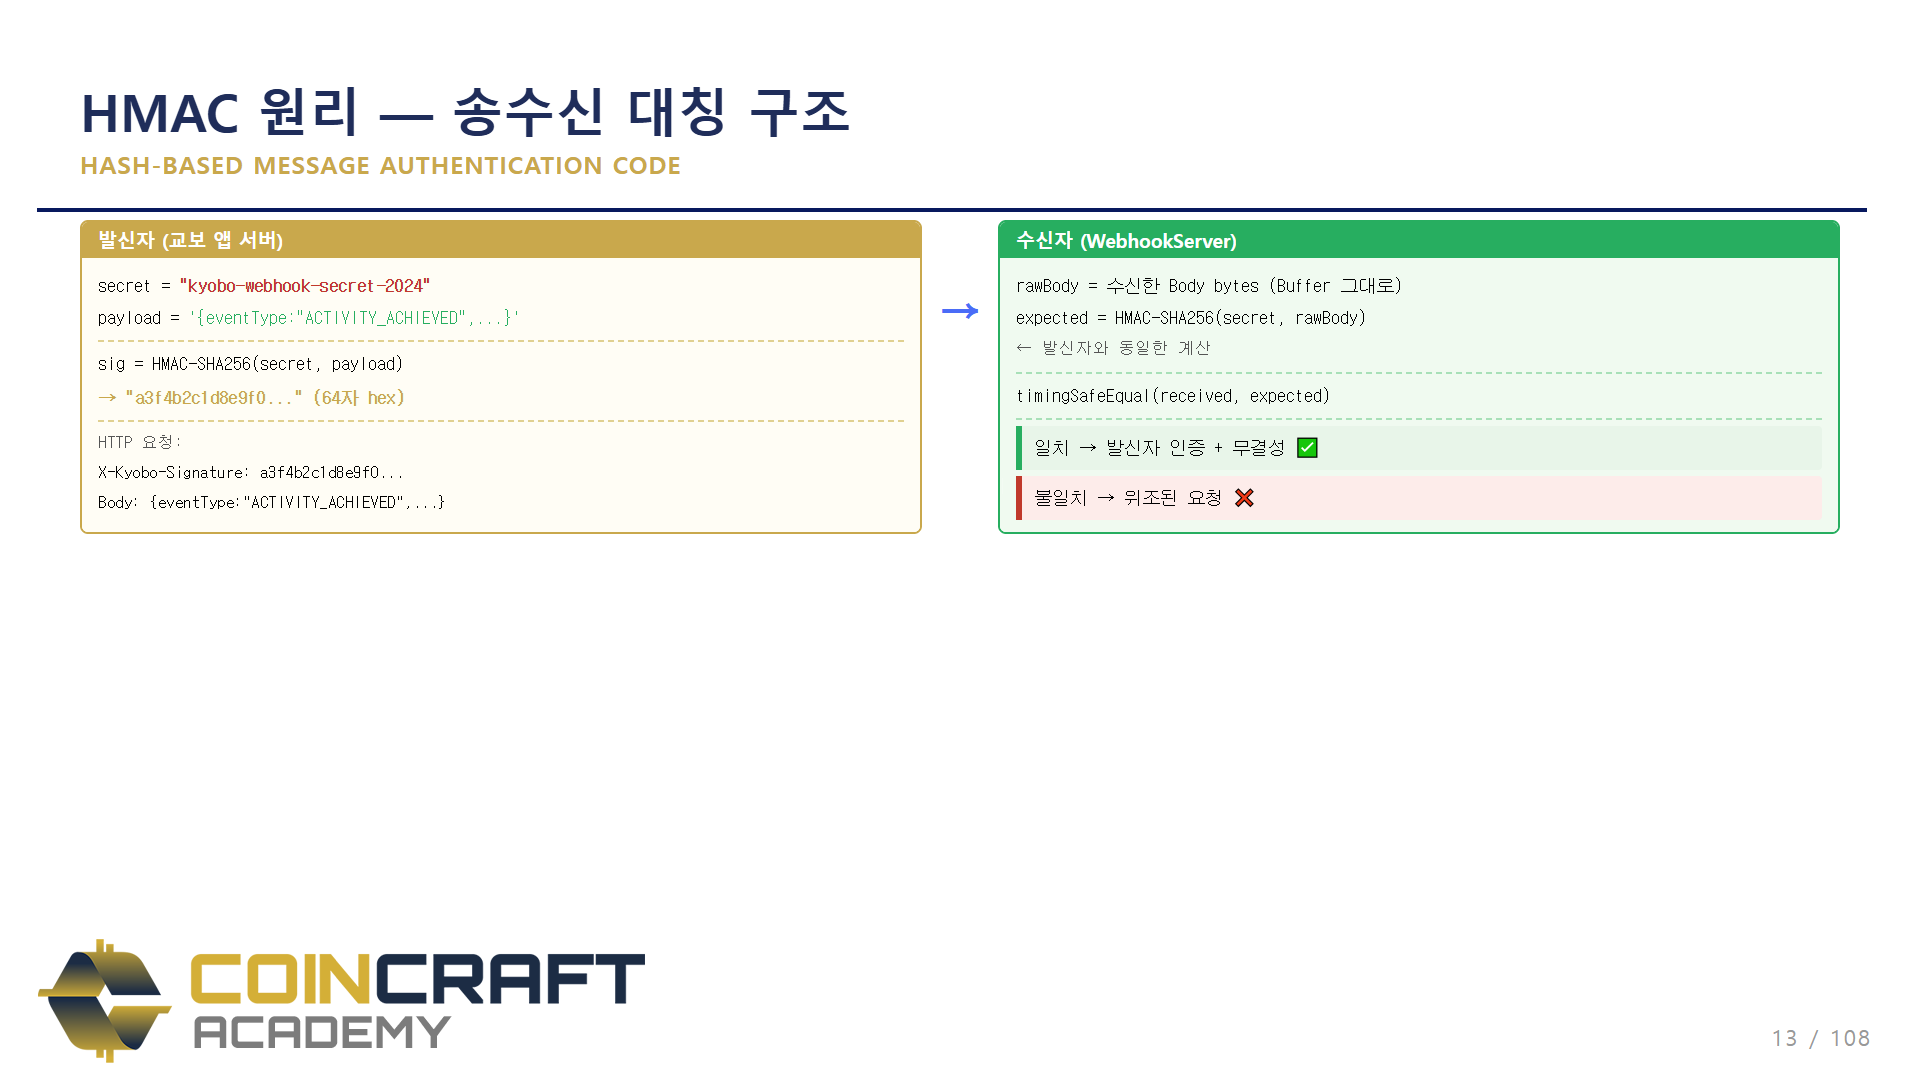 HMAC 원리 — 송수신 대칭 구조
HASH-BASED MESSAGE AUTHENTICATION CODE
발신자 (교보 앱 서버)
secret = "kyobo-webhook-secret-2024"
payload = '{eventType:"ACTIVITY_ACHIEVED",...}'
sig = HMAC-SHA256(secret, payload)
→ "a3f4b2c1d8e9f0..." (64자 hex)
HTTP 요청:
X-Kyobo-Signature: a3f4b2c1d8e9f0...
Body: {eventType:"ACTIVITY_ACHIEVED",...}
→
수신자 (WebhookServer)
rawBody = 수신한 Body bytes (Buffer 그대로)
expected = HMAC-SHA256(secret, rawBody)
← 발신자와 동일한 계산
timingSafeEqual(received, expected)
일치 → 발신자 인증 + 무결성 ✅
불일치 → 위조된 요청 ❌
COINCRAFT
ACADEMY
13 / 108